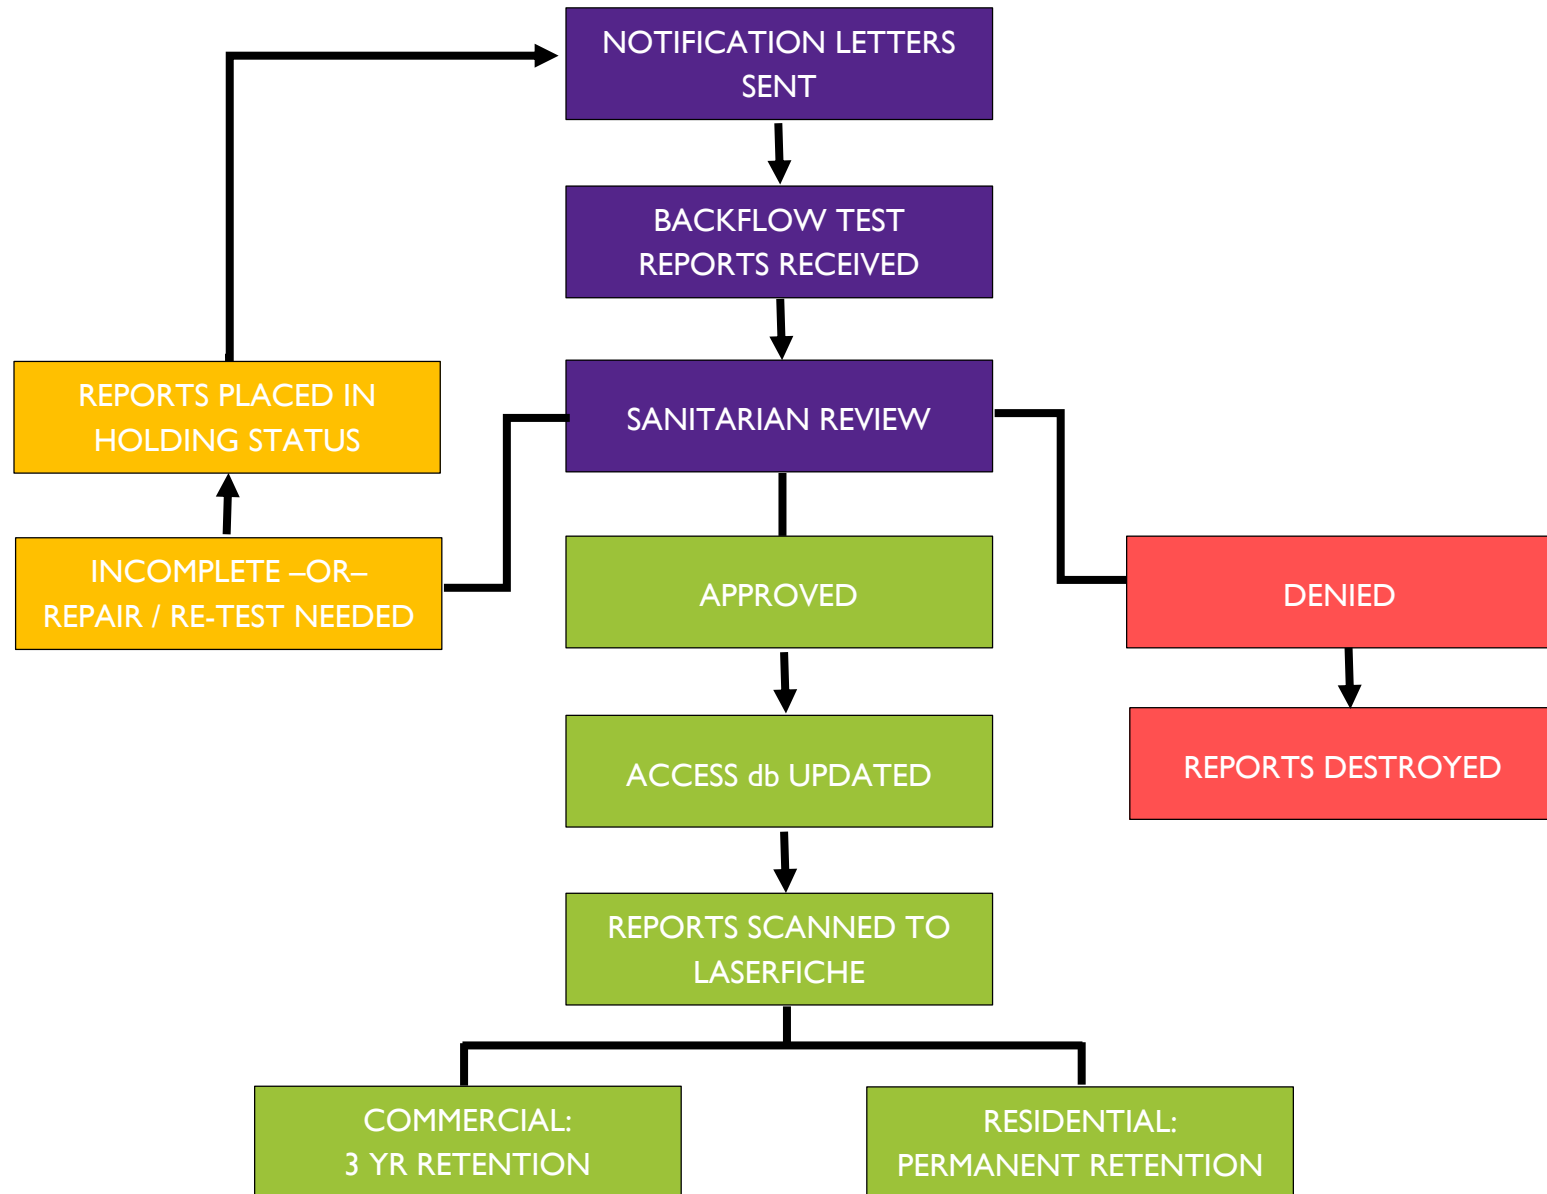 NOTIFICATION LETTERS
SENT
BACKFLOW TEST
REPORTS RECEIVED
REPORTS PLACED IN
HOLDING STATUS
SANITARIAN REVIEW
INCOMPLETE –OR–
REPAIR / RE-TEST NEEDED
APPROVED
DENIED
ACCESS db UPDATED
REPORTS DESTROYED
REPORTS SCANNED TO
LASERFICHE
COMMERCIAL:
3 YR RETENTION
RESIDENTIAL:
PERMANENT RETENTION